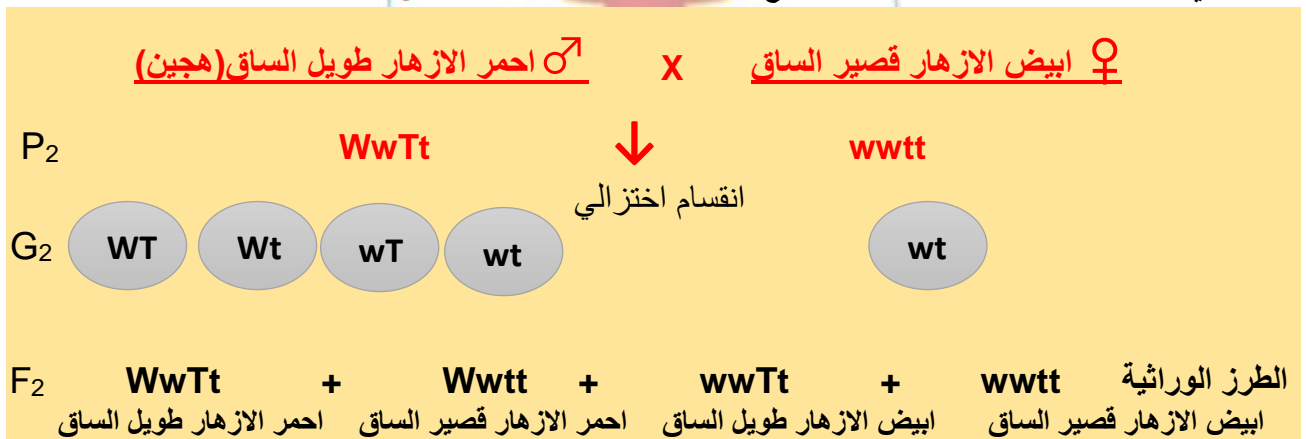 ♀ ابيض الازهار قصير الساق X ♂ احمر الازهار طويل الساق(هجين)
P₂ WwTt ↓ wwtt
انقسام اختزالي
G₂ WT Wt wT wt wt
F₂ WwTt + Wwtt + wwTt + wwtt الطرز الوراثية
ابيض الازهار قصير الساق ابيض الازهار طويل الساق احمر الازهار قصير الساق احمر الازهار طويل الساق